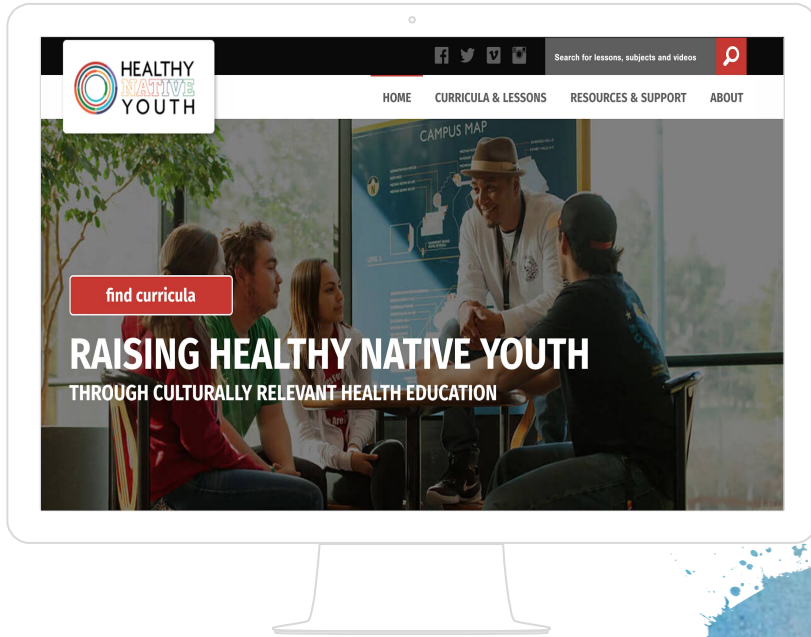 HEALTHY
NATIVE
YOUTH
Search for lessons, subjects and videos
HOME CURRICULA & LESSONS RESOURCES & SUPPORT ABOUT
CAMPUS MAP
find curricula
RAISING HEALTHY NATIVE YOUTH
THROUGH CULTURALLY RELEVANT HEALTH EDUCATION